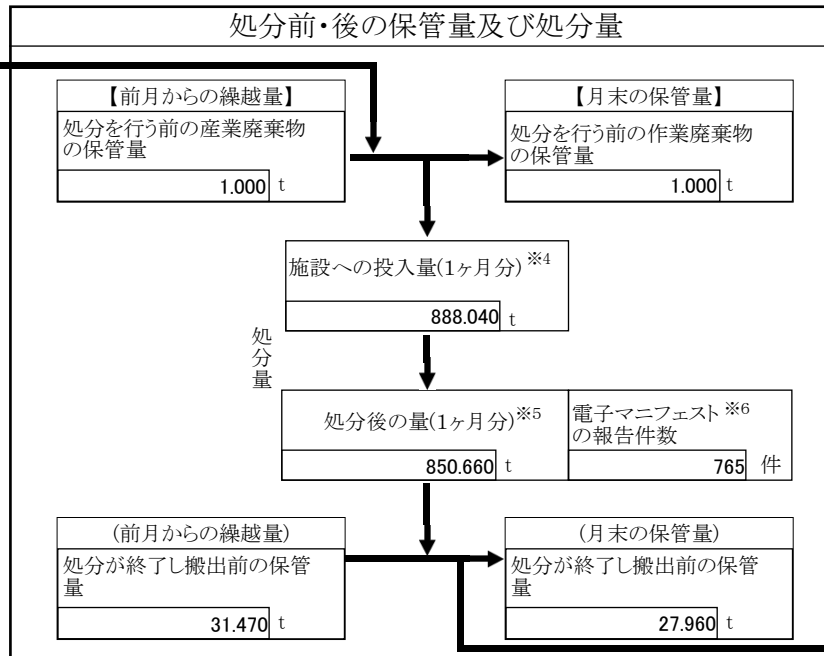 処分前・後の保管量及び処分量
【前月からの繰越量】
処分を行う前の産業廃棄物
の保管量
1.000 t
【月末の保管量】
処分を行う前の作業廃棄物
の保管量
1.000 t
施設への投入量(1ヶ月分)※4
888.040 t
処分量
処分後の量(1ヶ月分)※5
850.660 t
電子マニフェスト※6
の報告件数
765 件
(前月からの繰越量)
処分が終了し搬出前の保管
量
31.470 t
(月末の保管量)
処分が終了し搬出前の保管
量
27.960 t